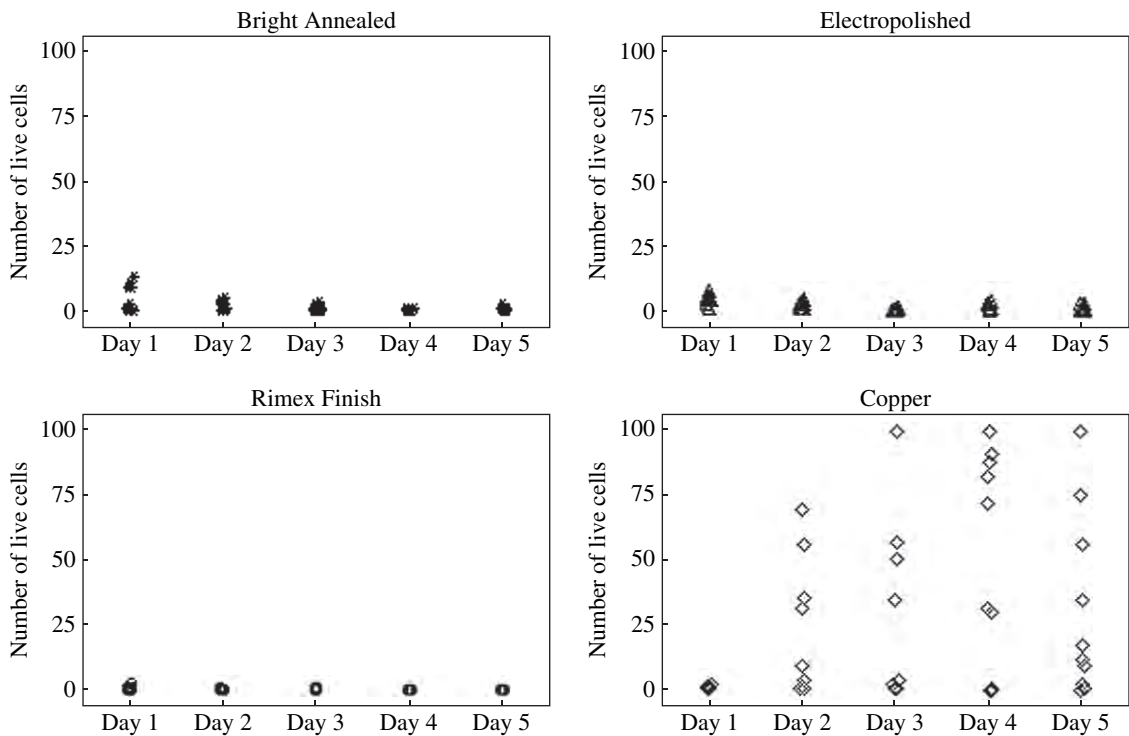 Bright Annealed
Number of live cells
100
75
50
25
0
Day 1 Day 2 Day 3 Day 4 Day 5
Electropolished
Number of live cells
100
75
50
25
0
Day 1 Day 2 Day 3 Day 4 Day 5
Rimex Finish
Number of live cells
100
75
50
25
0
Day 1 Day 2 Day 3 Day 4 Day 5
Copper
Number of live cells
100
75
50
25
0
Day 1 Day 2 Day 3 Day 4 Day 5